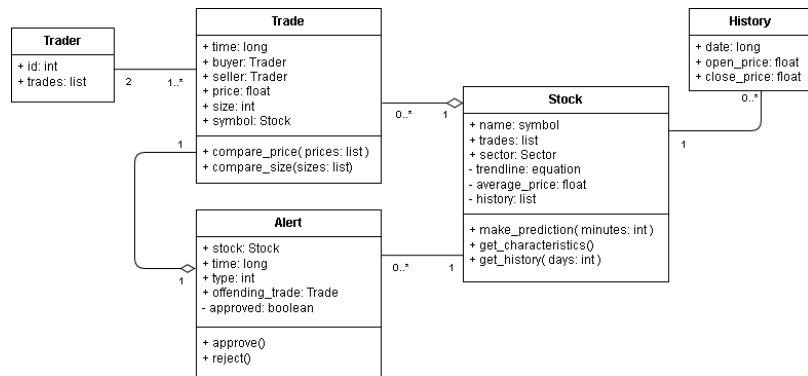 Trader
+ id: int
+ trades: list
2
1..*
Trade
+ time: long
+ buyer: Trader
+ seller: Trader
+ price: float
+ size: int
+ symbol: Stock
+ compare_price( prices: list )
+ compare_size(sizes: list)
0..*
1
History
+ date: long
+ open_price: float
+ close_price: float
0..*
1
Stock
+ name: symbol
+ trades: list
+ sector: Sector
- trendline: equation
- average_price: float
- history: list
+ make_prediction( minutes: int )
+ get_characteristics()
+ get_history( days: int )
1
1
Alert
+ stock: Stock
+ time: long
+ type: int
+ offending_trade: Trade
- approved: boolean
+ approve()
+ reject()
0..*
1